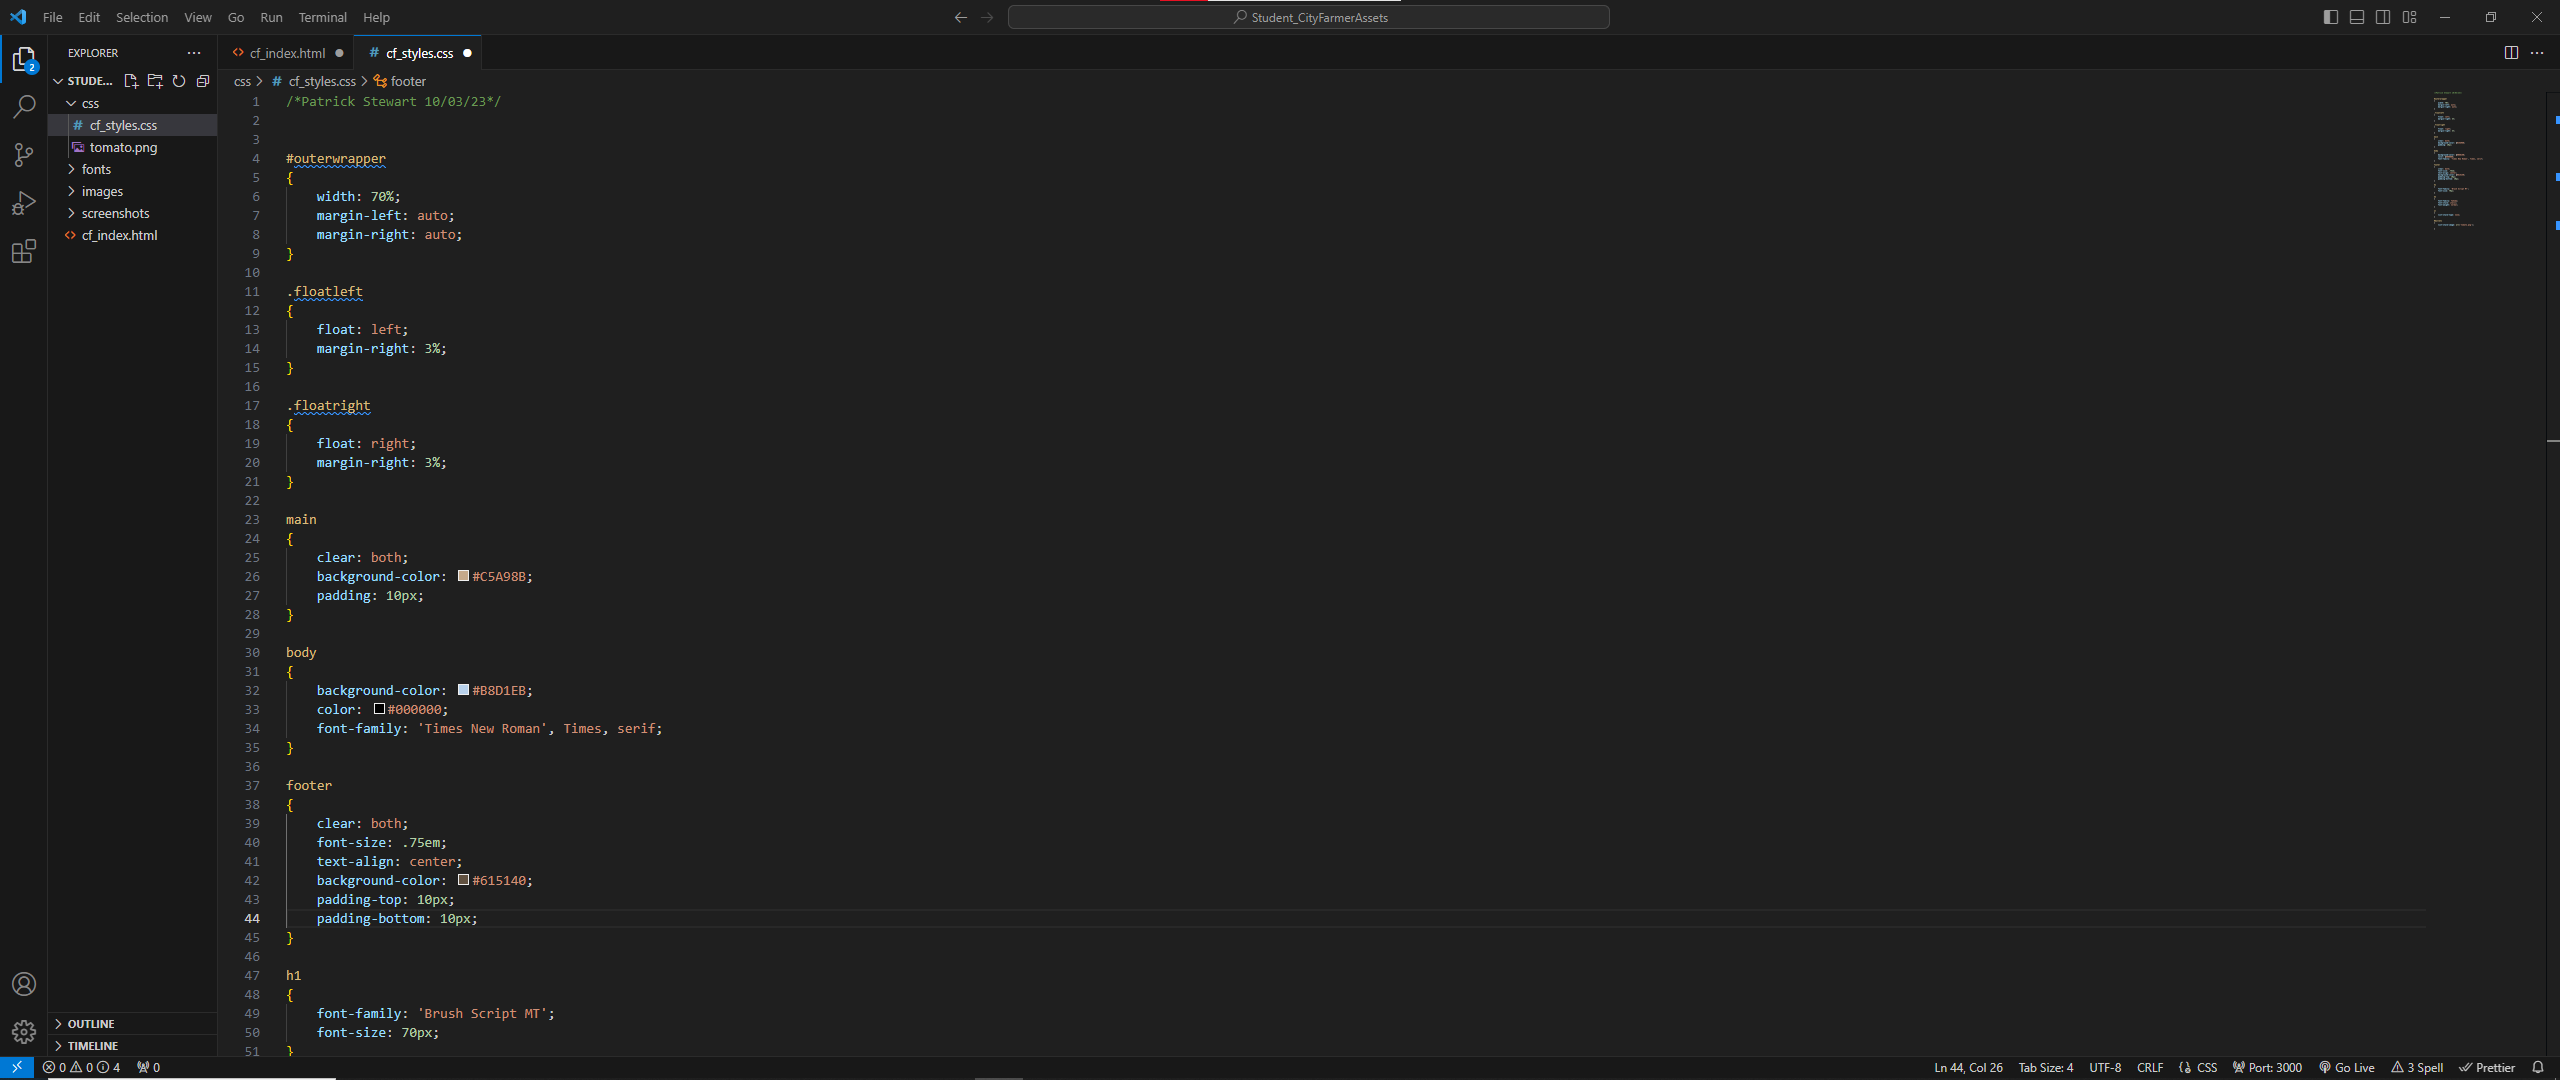 File Edit Selection View Go Run Terminal Help
Student_CityFarmerAssets
EXPLORER
2
STUDE...
css
cf_styles.css
tomato.png
fonts
images
screenshots
cf_index.html
OUTLINE
TIMELINE
cf_index.html
# cf_styles.css
css > # cf_styles.css > footer
1 /*Patrick Stewart 10/03/23*/
2
3
4 #outerwrapper
5 {
6 width: 70%;
7 margin-left: auto;
8 margin-right: auto;
9 }
10
11 .floatleft
12 {
13 float: left;
14 margin-right: 3%;
15 }
16
17 .floatright
18 {
19 float: right;
20 margin-right: 3%;
21 }
22
23 main
24 {
25 clear: both;
26 background-color: #C5A98B;
27 padding: 10px;
28 }
29
30 body
31 {
32 background-color: #B8D1EB;
33 color: #000000;
34 font-family: 'Times New Roman', Times, serif;
35 }
36
37 footer
38 {
39 clear: both;
40 font-size: .75em;
41 text-align: center;
42 background-color: #615140;
43 padding-top: 10px;
44 padding-bottom: 10px;
45 }
46
47 h1
48 {
49 font-family: 'Brush Script MT';
50 font-size: 70px;
51 }
0 0 4 0
Ln 44, Col 26 Tab Size: 4 UTF-8 CRLF CSS Port: 3000 Go Live 3 Spell Prettier